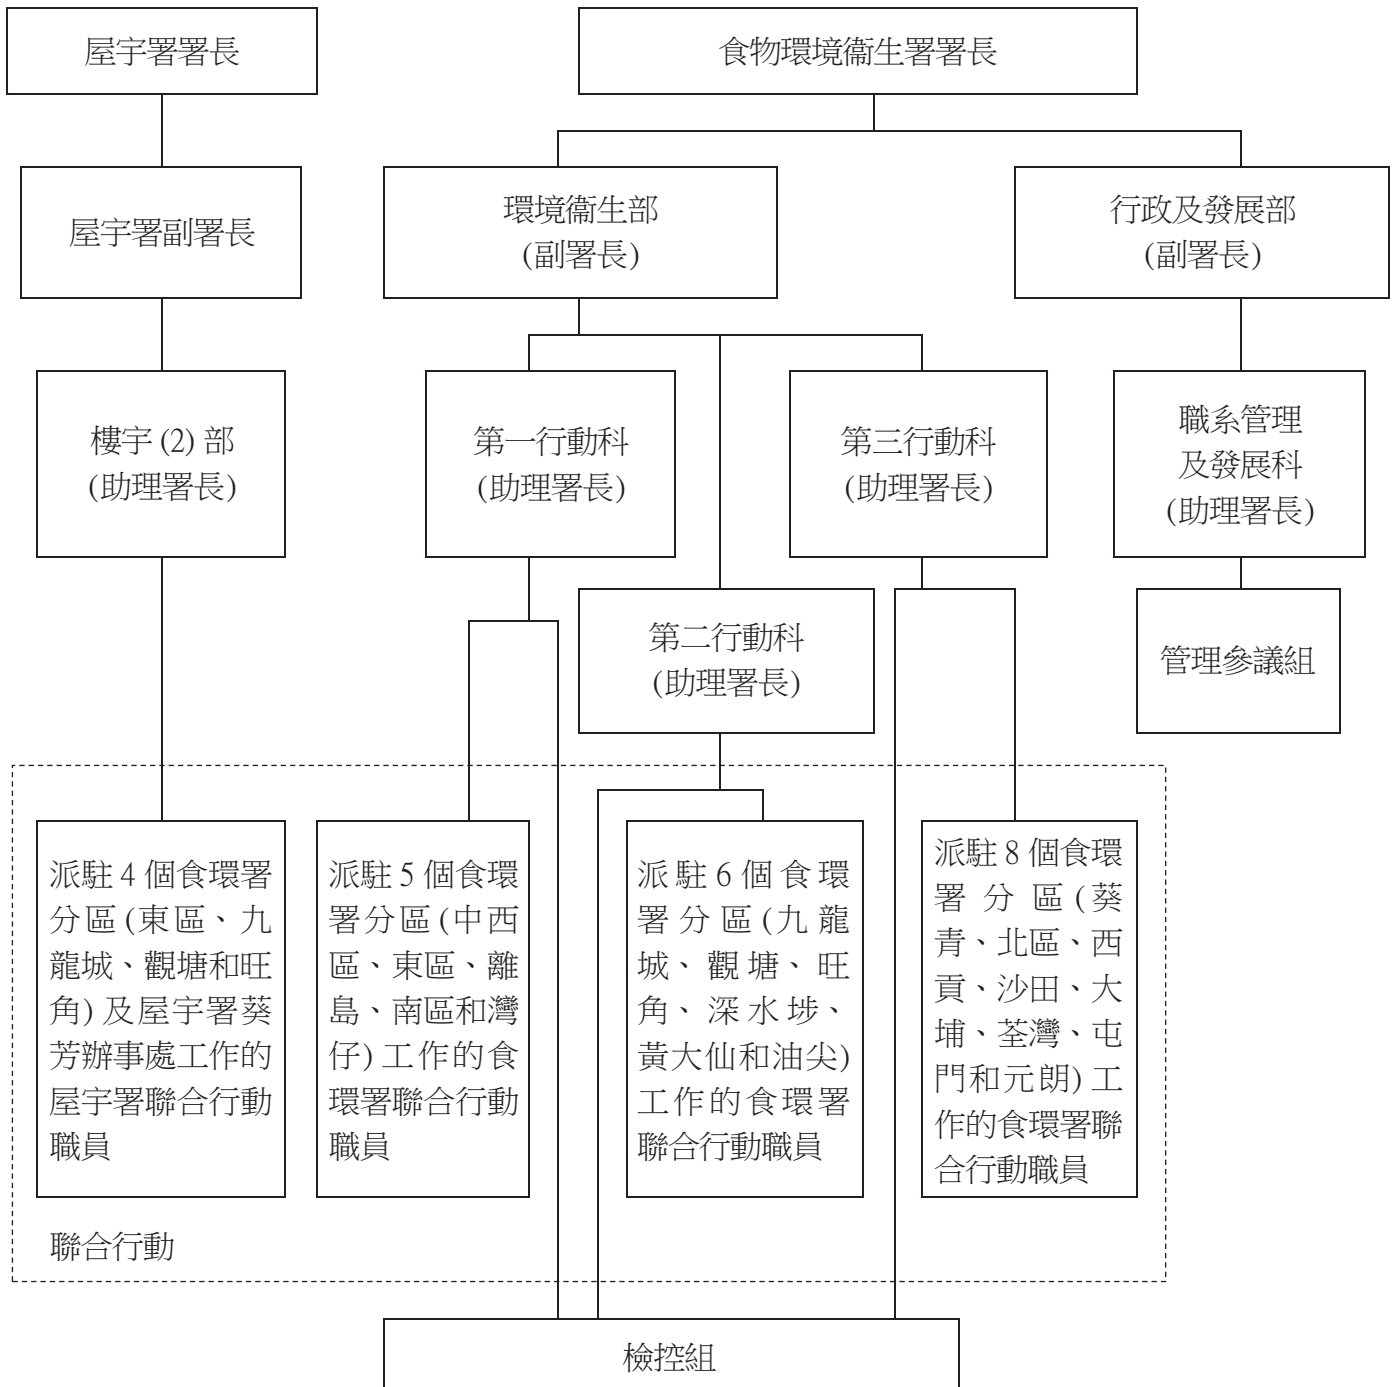 屋宇署署長
食物環境衞生署署長
屋宇署副署長
環境衞生部
(副署長)
行政及發展部
(副署長)
樓宇 (2) 部
(助理署長)
第一行動科
(助理署長)
第三行動科
(助理署長)
職系管理
及發展科
(助理署長)
第二行動科
(助理署長)
管理參議組
派駐 4 個食環署
分區 (東區、九
龍城、觀塘和旺
角) 及屋宇署葵
芳辦事處工作的
屋宇署聯合行動
職員
派駐 5 個食環
署分區 (中西
區、東區、離
島、南區和灣
仔) 工作的食
環署聯合行動
職員
派駐 6 個食環
署分區 (九龍
城、觀塘、旺
角、深水埗、
黃大仙和油尖)
工作的食環署
聯合行動職員
派駐 8 個食環
署分區 (葵
青、北區、西
貢、沙田、大
埔、荃灣、屯
門和元朗) 工
作的食環署聯
合行動職員
聯合行動
檢控組